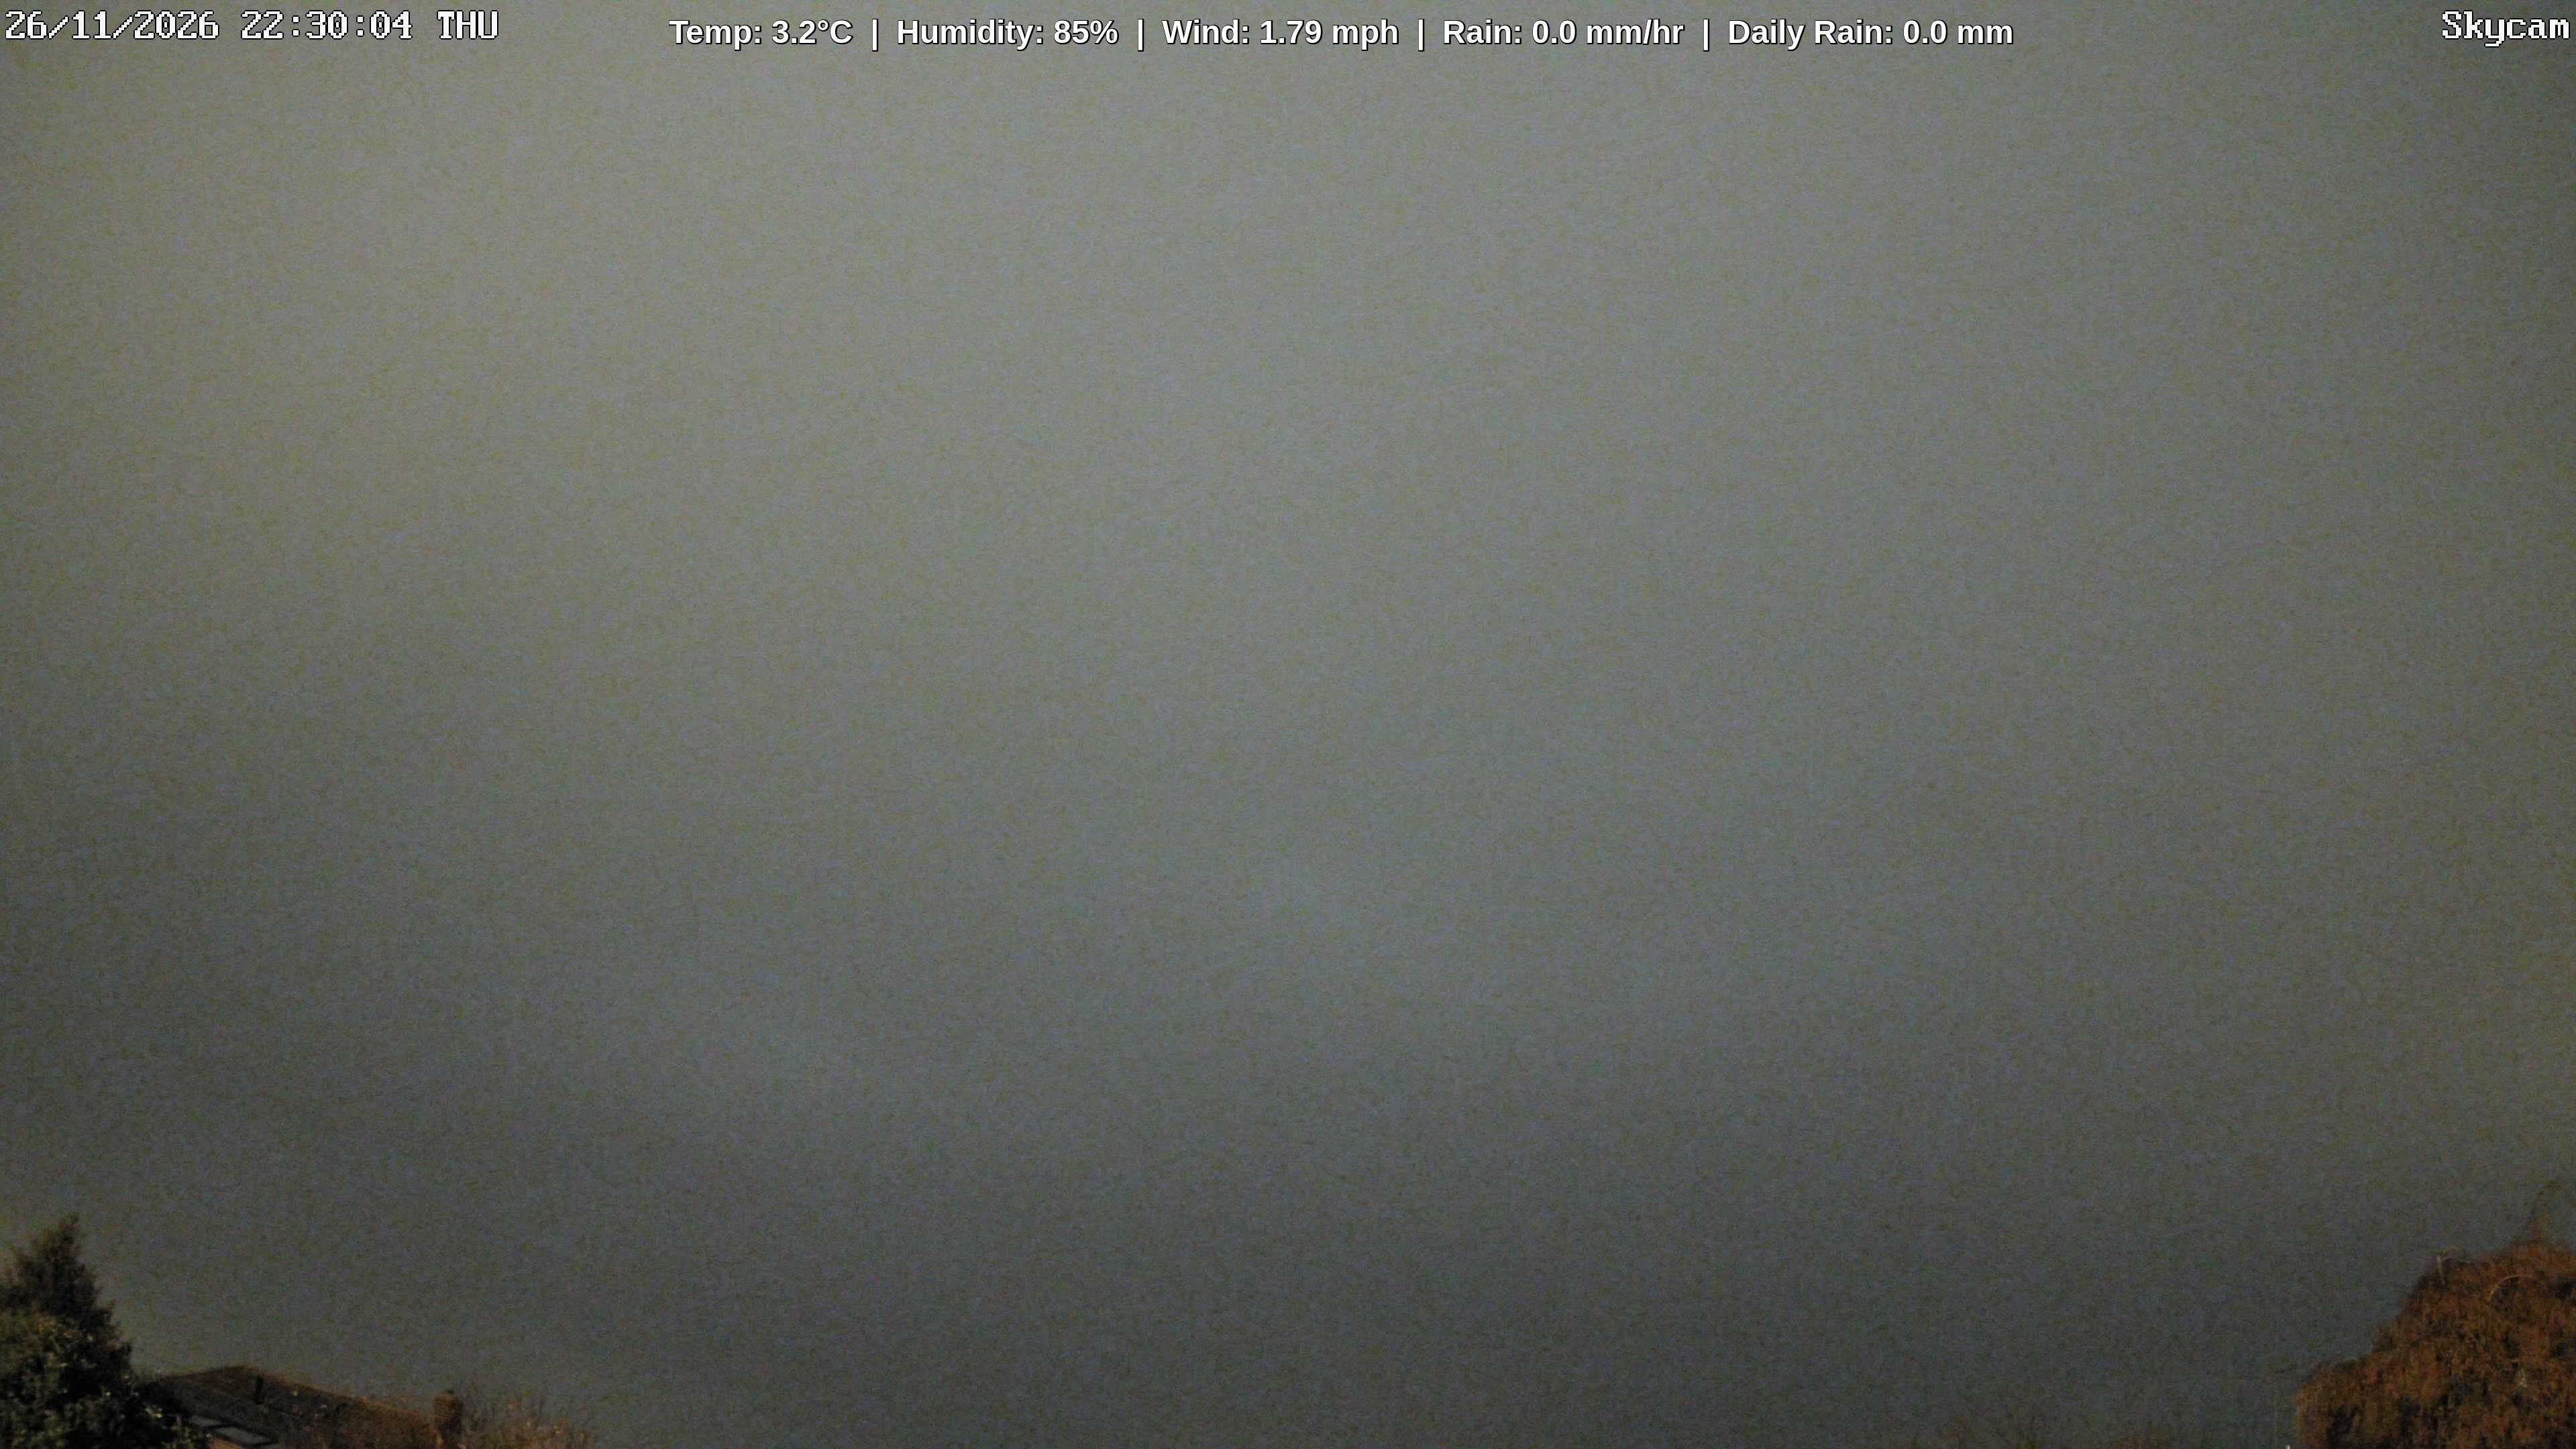 26/11/2026 22:30:04 THU
Temp: 3.2°C | Humidity: 85% | Wind: 1.79 mph | Rain: 0.0 mm/hr | Daily Rain: 0.0 mm
Skycam